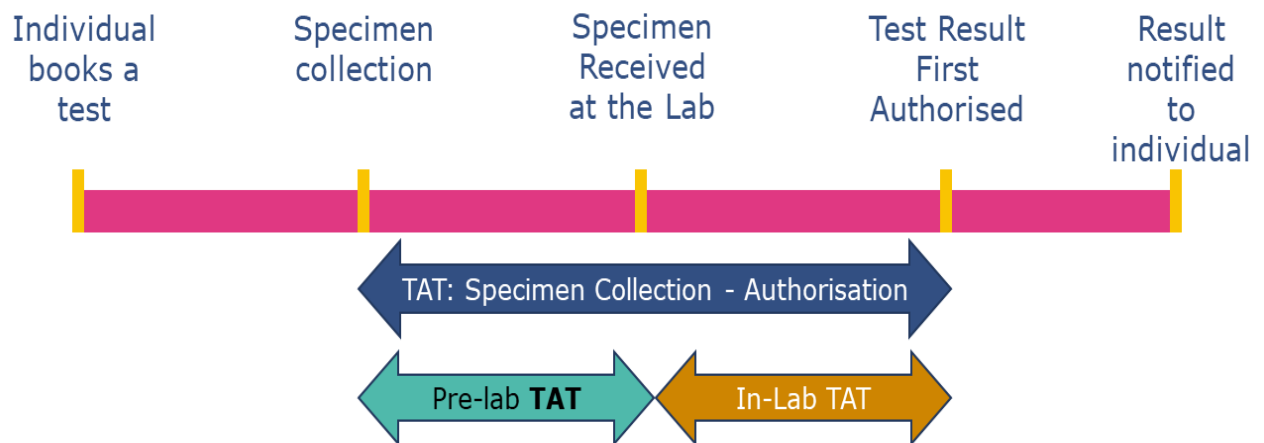 Individual
books a
test
Specimen
collection
Specimen
Received
at the Lab
Test Result
First
Authorised
Result
notified
to
individual
TAT: Specimen Collection - Authorisation
Pre-lab TAT
In-Lab TAT